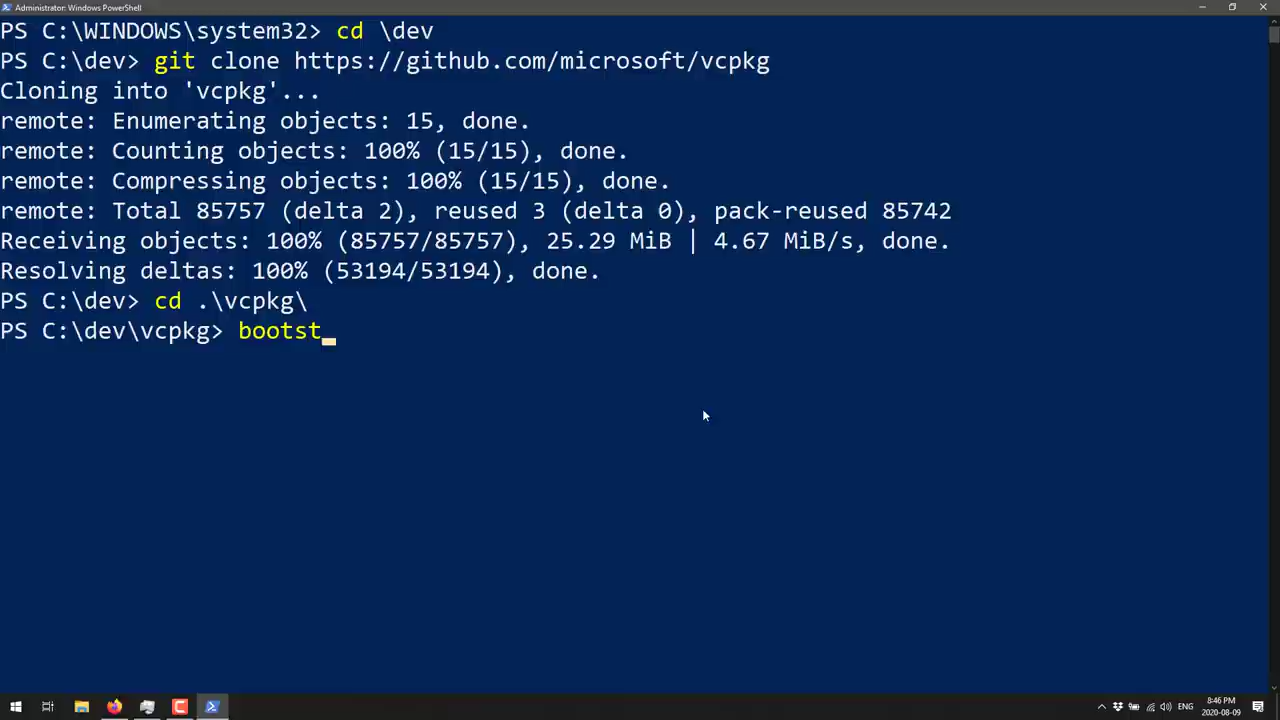 Administrator: Windows PowerShell
PS C:\WINDOWS\system32> cd \dev
PS C:\dev> git clone https://github.com/microsoft/vcpkg
Cloning into 'vcpkg'...
remote: Enumerating objects: 15, done.
remote: Counting objects: 100% (15/15), done.
remote: Compressing objects: 100% (15/15), done.
remote: Total 85757 (delta 2), reused 3 (delta 0), pack-reused 85742
Receiving objects: 100% (85757/85757), 25.29 MiB | 4.67 MiB/s, done.
Resolving deltas: 100% (53194/53194), done.
PS C:\dev> cd .\vcpkg\
PS C:\dev\vcpkg> bootst
ENG
8:46 PM
2020-08-09